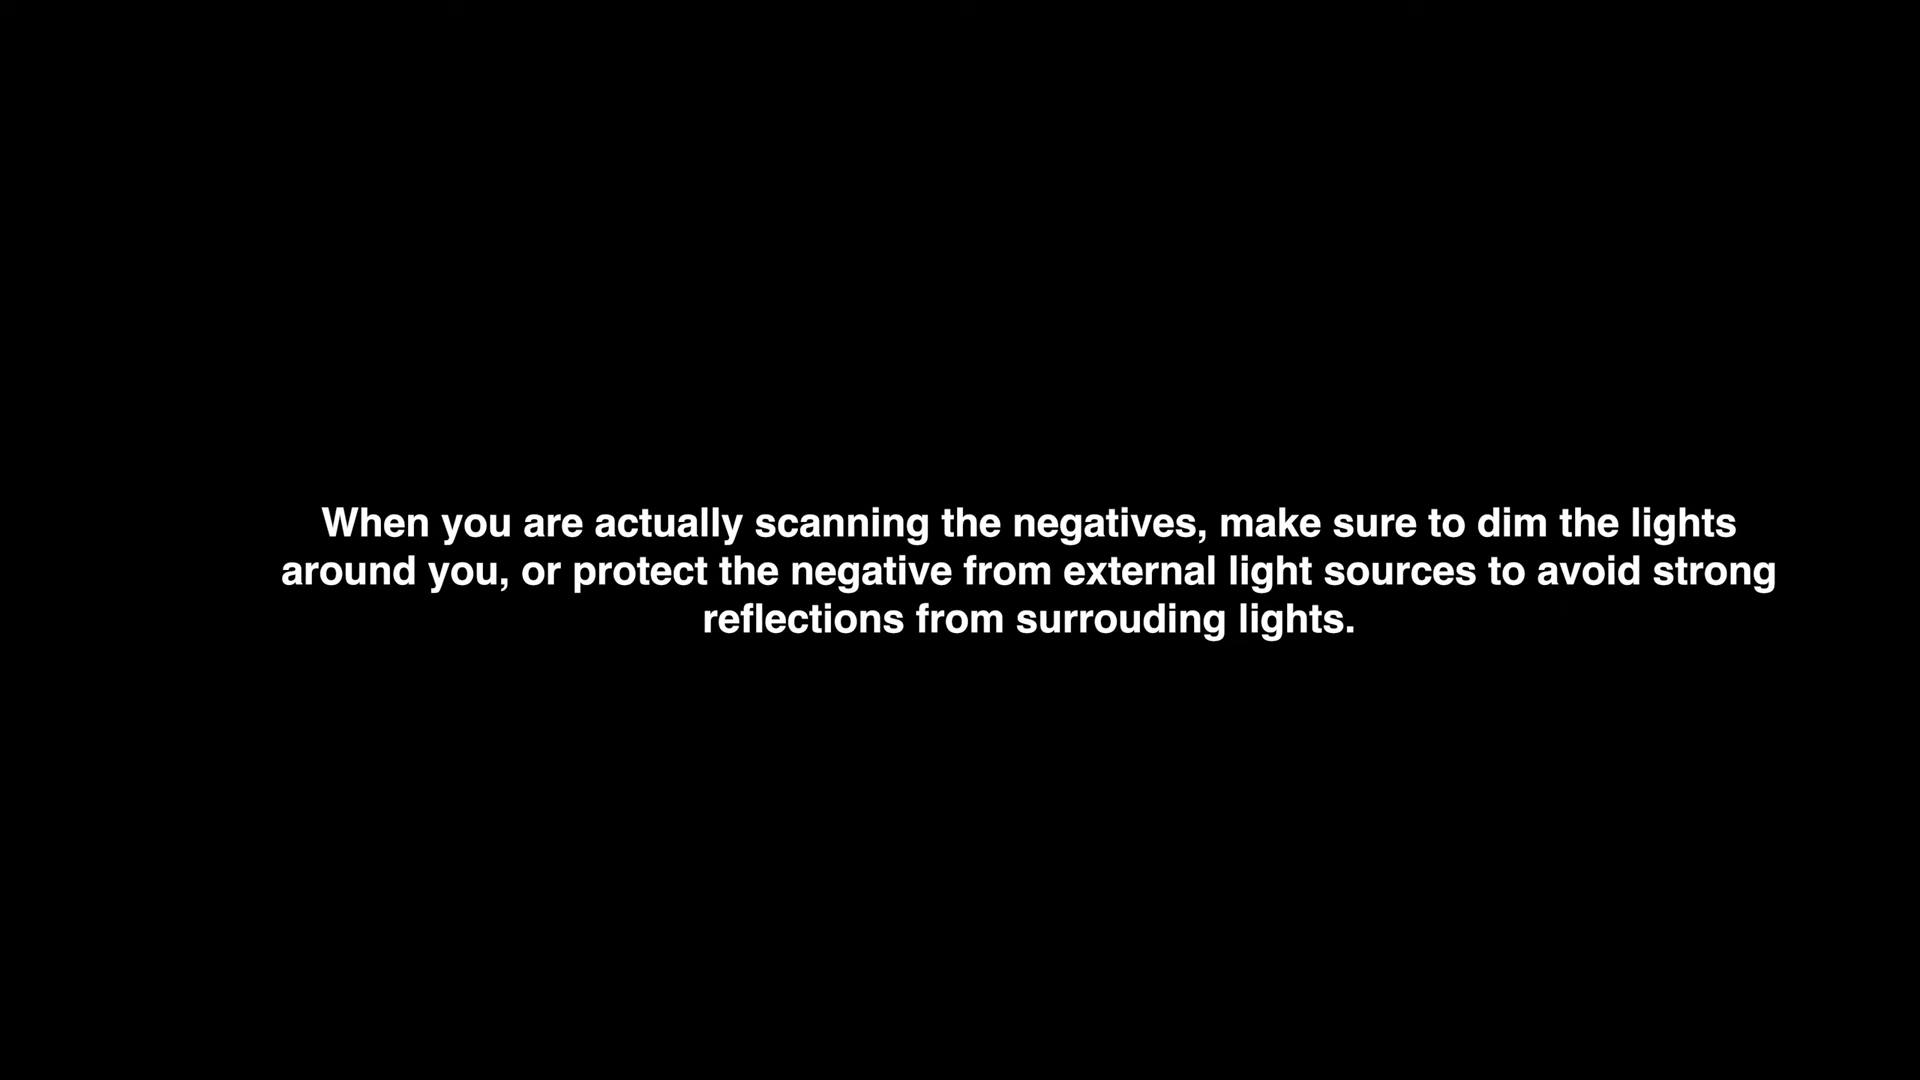 When you are actually scanning the negatives, make sure to dim the lights
around you, or protect the negative from external light sources to avoid strong
reflections from surrouding lights.